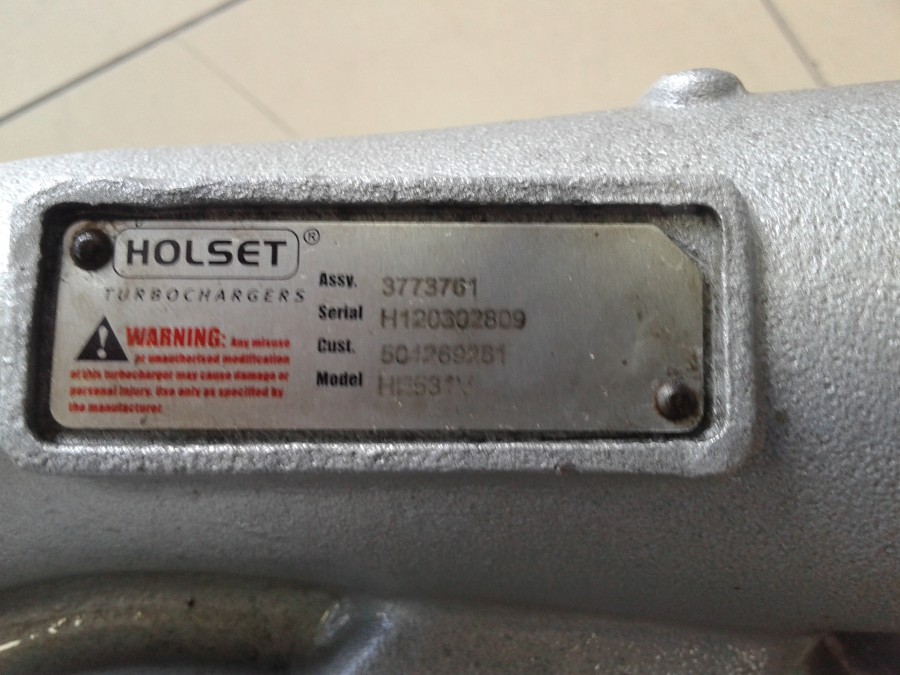 HOLSET®
TURBOCHARGERS
WARNING: Any misuse
or unauthorised modification
of this turbocharger may cause damage or
personal injury. Use only as specified by
the manufacturer.
Assy. 3773761
Serial H120302809
Cust. 504269261
Model